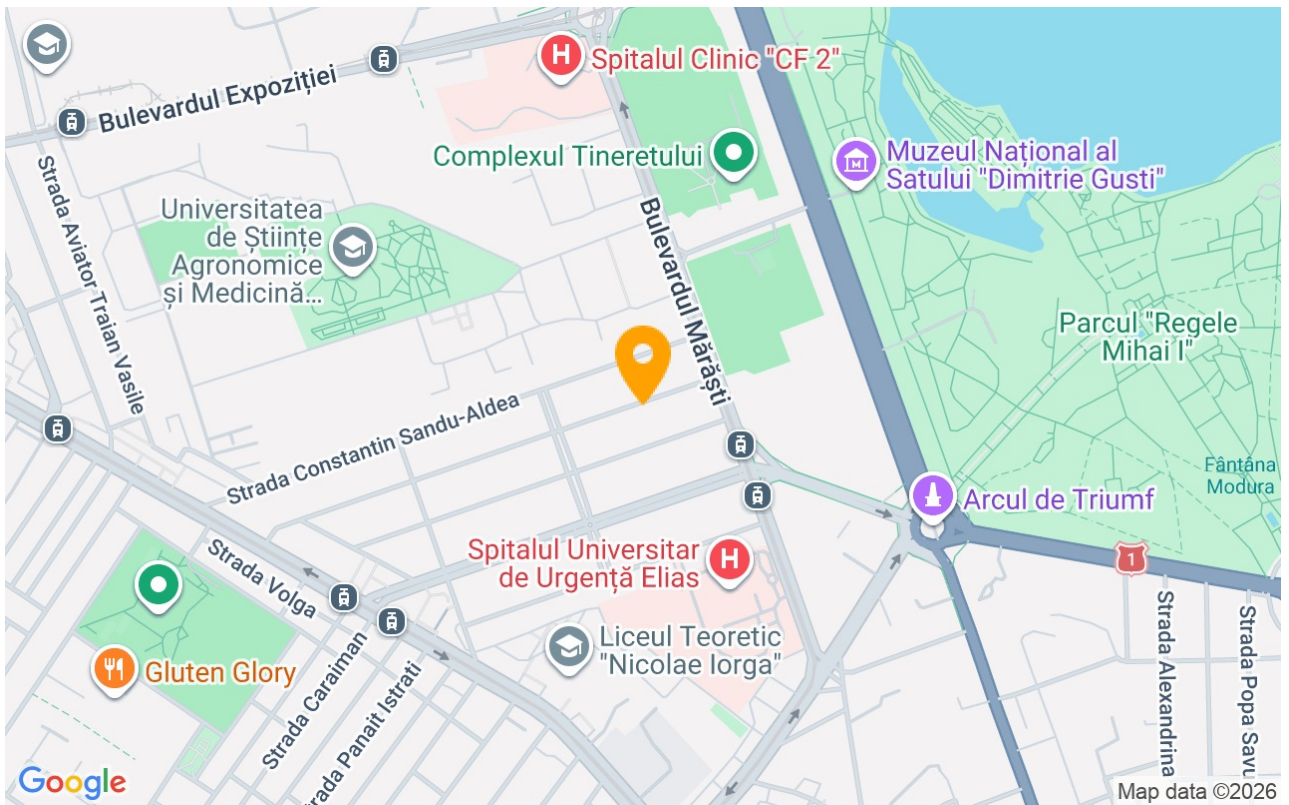 Spitalul Clinic "CF 2"
Bulevardul Expoziției
Complexul Tineretului
Muzeul Național al
Satului "Dimitrie Gusti"
Strada Aviator Traian Vasile
Universitatea
de Științe
Agronomice
și Medicină...
Bulevardul Mărăști
Parcul "Regele
Mihai I"
Strada Constantin Sandu-Aldea
Fântâna
Modura
Arcul de Triumf
Spitalul Universitar
de Urgență Elias
1
Strada Volga
Liceul Teoretic
"Nicolae Iorga"
Gluten Glory
Strada Caraiman
rada Panait Istrati
Strada Alexandrina
Strada Popa Savu
Google
Map data ©2026